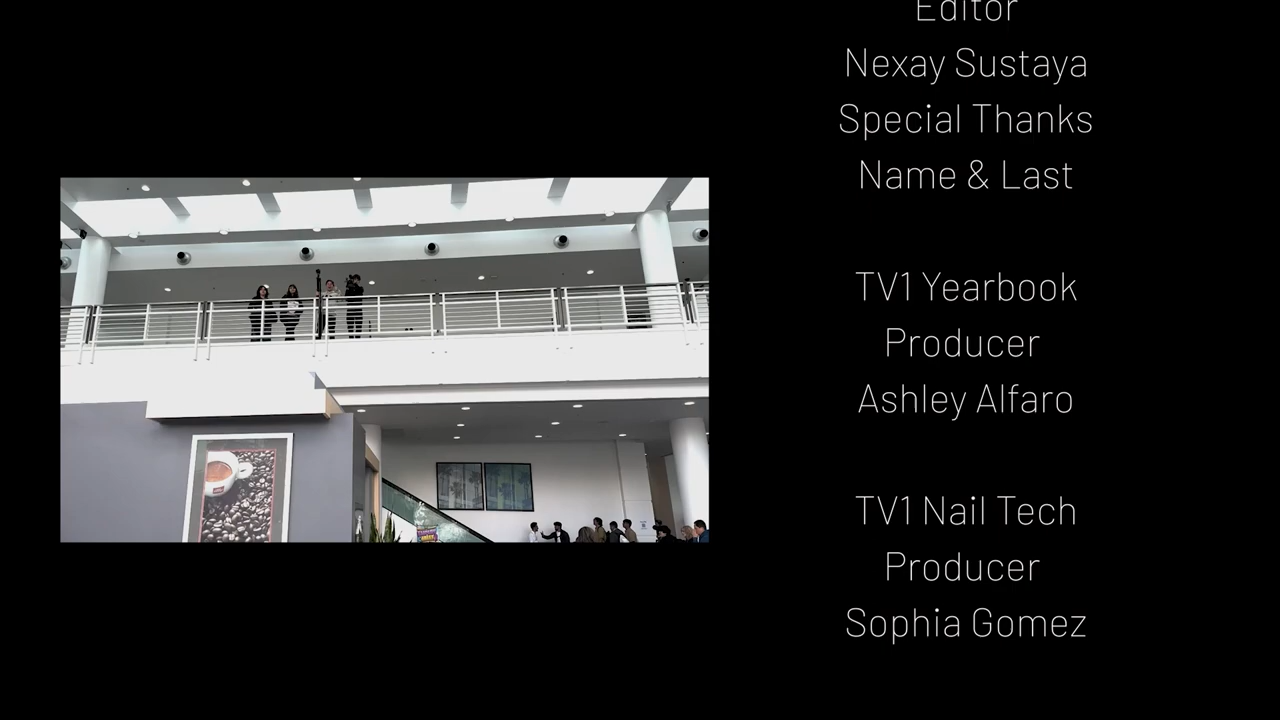 Editor
Nexay Sustaya
Special Thanks
Name & Last
TV1 Yearbook
Producer
Ashley Alfaro
TV1 Nail Tech
Producer
Sophia Gomez